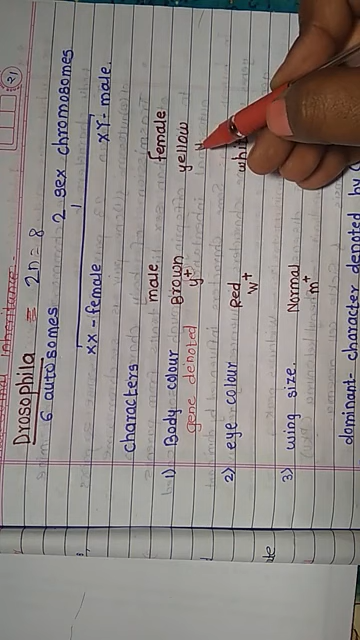 Drosophila = 2n = 8
6 autosomes 2 sex chromosomes
xx - female xY - male.
Characters male female
1) Body colour Brown yellow
gene denoted y+
2) eye colour Red
w+
3) wing size. Normal
m+
dominant - character denoted by